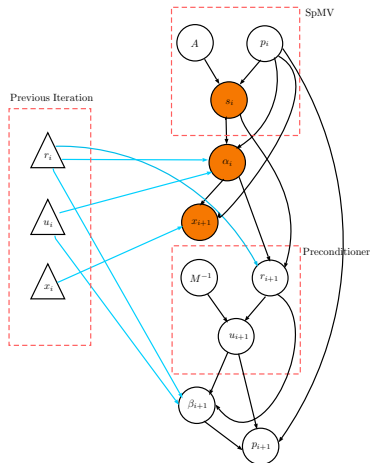 SpMV
A
p_i
s_i
Previous Iteration
r_i
α_i
u_i
x_{i+1}
Preconditioner
x_i
M^{-1}
r_{i+1}
u_{i+1}
β_{i+1}
p_{i+1}